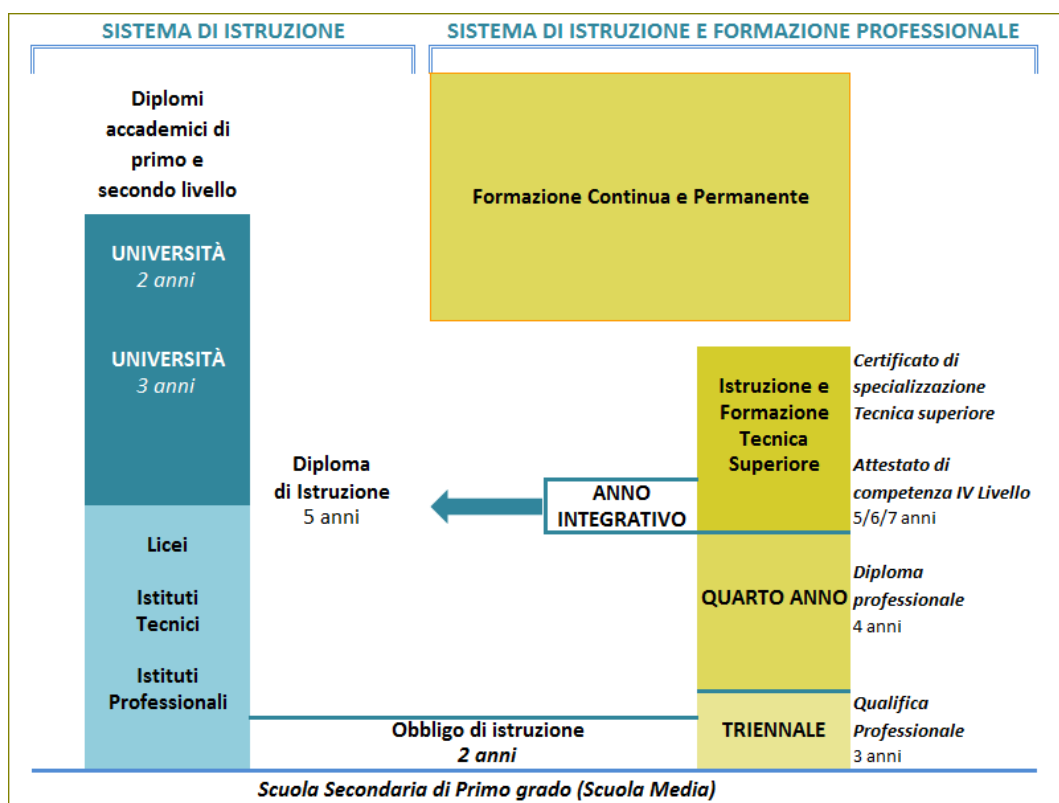 SISTEMA DI ISTRUZIONE
SISTEMA DI ISTRUZIONE E FORMAZIONE PROFESSIONALE
Diplomi
accademici di
primo e
secondo livello
UNIVERSITÀ
2 anni
UNIVERSITÀ
3 anni
Licei
Istituti
Tecnici
Istituti
Professionali
Diploma
di Istruzione
5 anni
Obbligo di istruzione
2 anni
Formazione Continua e Permanente
ANNO
INTEGRATIVO
Istruzione e
Formazione
Tecnica
Superiore
QUARTO ANNO
TRIENNALE
Certificato di
specializzazione
Tecnica superiore
Attestato di
competenza IV Livello
5/6/7 anni
Diploma
professionale
4 anni
Qualifica
Professionale
3 anni
Scuola Secondaria di Primo grado (Scuola Media)